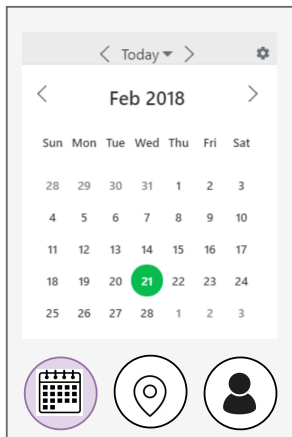 Today
Feb 2018
Sun Mon Tue Wed Thu Fri Sat
28 29 30 31 1 2 3
4 5 6 7 8 9 10
11 12 13 14 15 16 17
18 19 20 21 22 23 24
25 26 27 28 1 2 3